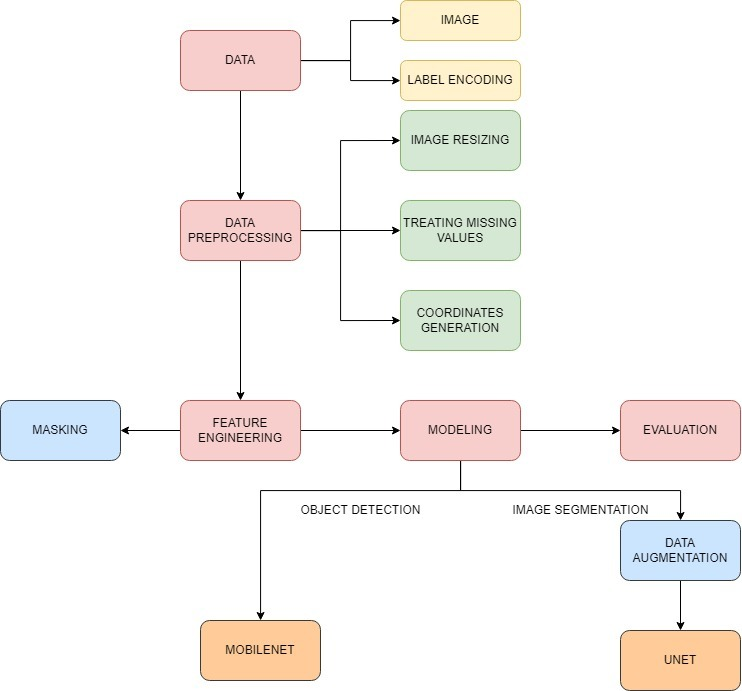 IMAGE
DATA
LABEL ENCODING
IMAGE RESIZING
DATA
PREPROCESSING
TREATING MISSING
VALUES
COORDINATES
GENERATION
MASKING
FEATURE
ENGINEERING
MODELING
EVALUATION
OBJECT DETECTION
IMAGE SEGMENTATION
DATA
AUGMENTATION
MOBILENET
UNET